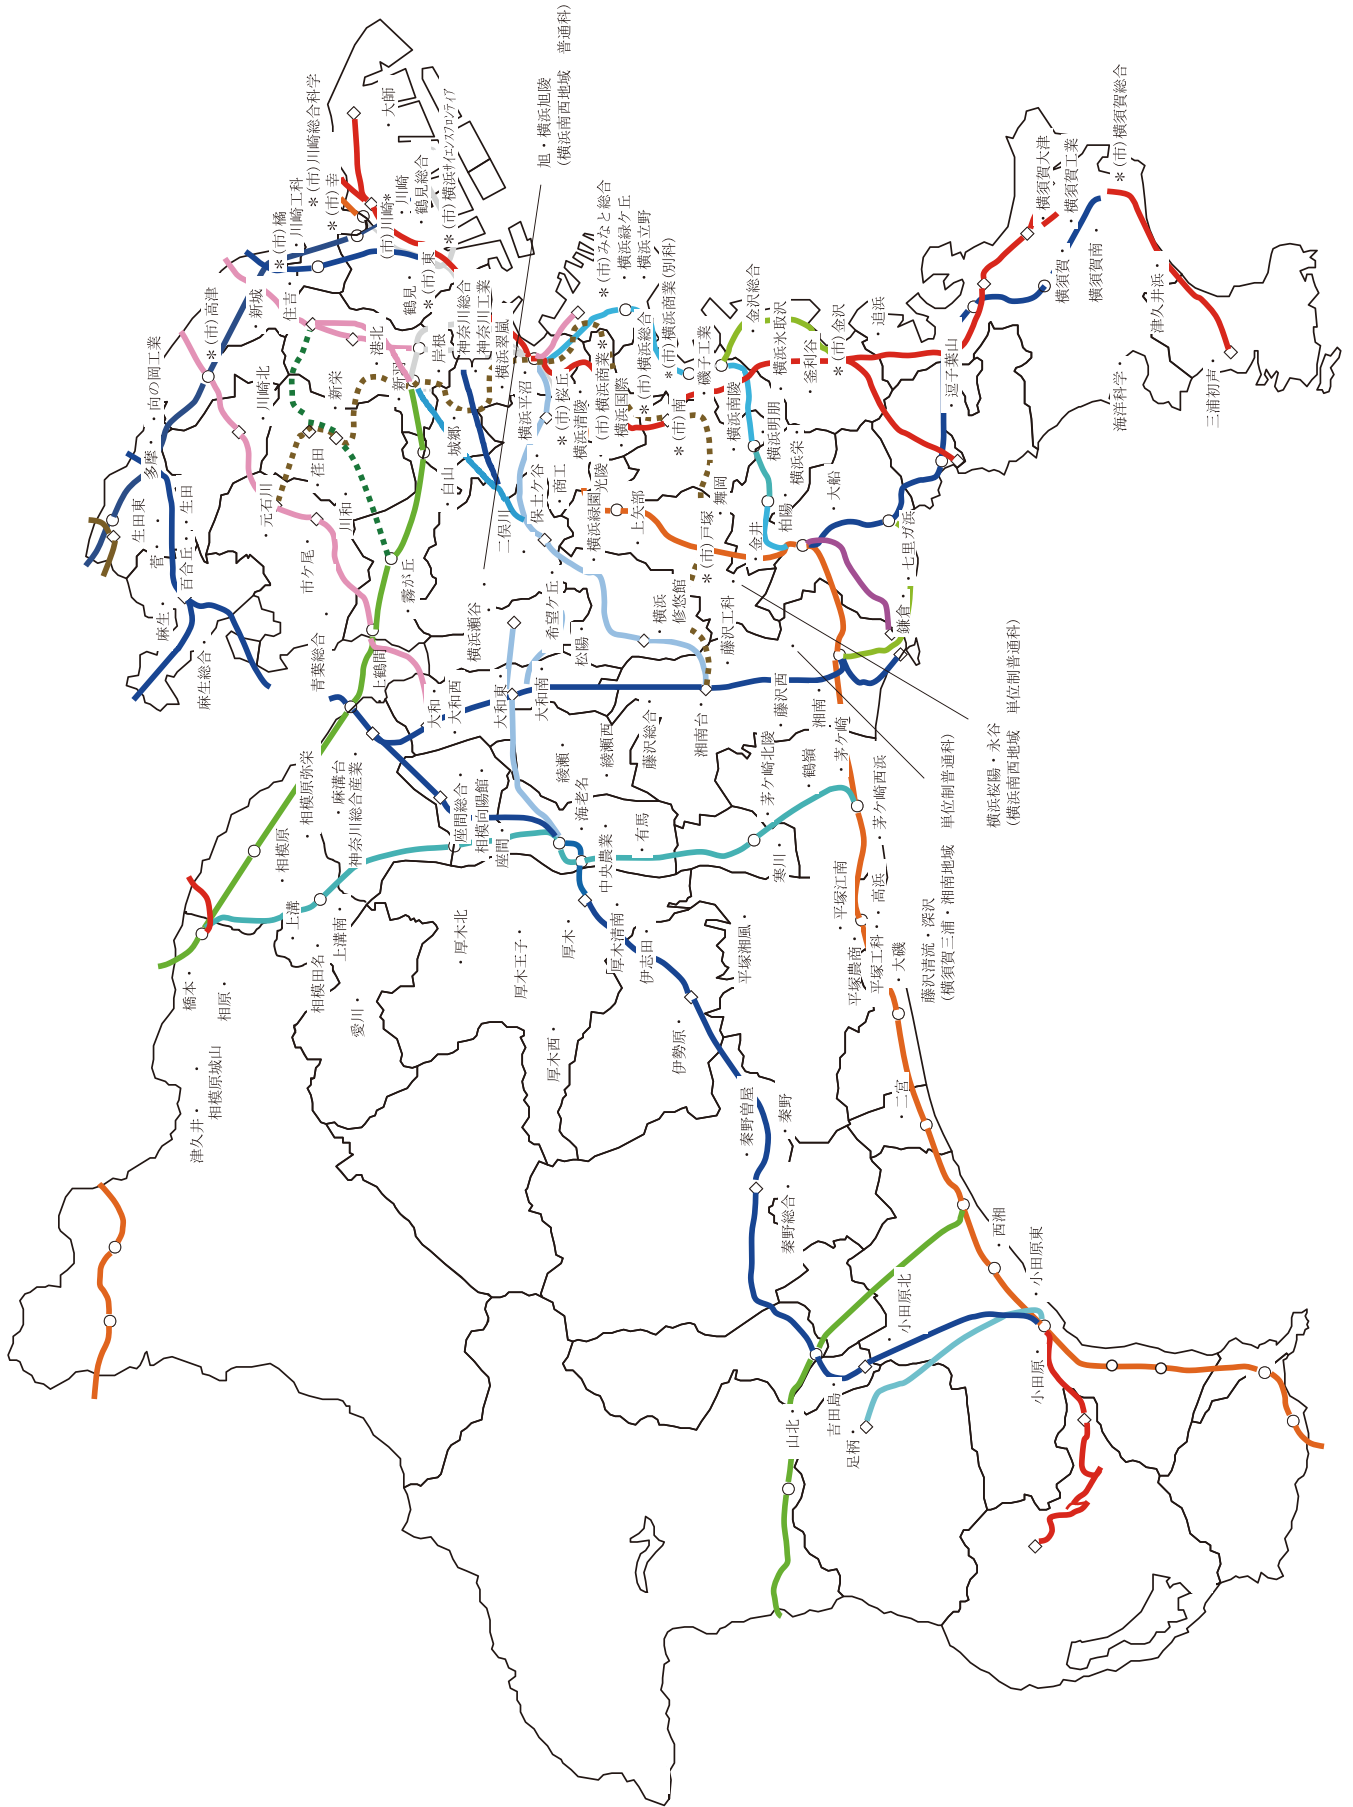 ＊(市)川崎総合科学
・大師
＊(市)幸
・川崎工科
＊(市)橘
(市)川崎＊
・川崎
・鶴見総合
＊(市)横浜サイエンスフロンティア
＊(市)東
鶴見・
住吉・
・新城
＊(市)高津
・向の岡工業
多摩・
・川崎北
・新栄
・港北
新羽
・岸根
神奈川総合
神奈川工業
・横浜翠嵐
旭・横浜旭陵
(横浜南西地域　普通科)
＊(市)みなと総合
・横浜緑ケ丘
・横浜立野
＊(市)横浜商業(別科)
＊(市)横浜総合
(市)横浜商業＊
・横浜国際
横浜清陵
＊(市)桜丘
横浜平沼
城郷・
白山・
荏田・
川和・
元石川・
市ケ尾・
生田東・
・生田
菅・
百合丘・
麻生・
麻生総合・
霧が丘・
青葉総合
上鶴間
二俣川・
保土ケ谷・
・商工
光陵・
横浜緑園・
・上矢部
＊(市)南
・磯子工業
・金沢総合
・横浜氷取沢
・釜利谷
＊(市)金沢
・追浜
・横浜南陵
・横浜明朋
・横浜栄
柏陽・
・大船
舞岡・
＊(市)戸塚
・金井
・逗子葉山
・横須賀大津
・横須賀工業
＊(市)横須賀総合
横須賀・
横須賀南・
津久井浜・
海洋科学・
三浦初声・
・七里ガ浜
鎌倉・
横浜瀬谷・
希望ケ丘・
松陽・
横浜
修悠館・
藤沢工科・
大和・
大和西・
大和東・
大和南・
湘南台・
藤沢総合・
・藤沢西
湘南・
綾瀬・
綾瀬西・
・茅ケ崎
鶴嶺・
茅ケ崎北陵・
・茅ケ崎西浜
横浜桜陽・永谷
(横浜南西地域　単位制普通科)
藤沢清流・深沢
(横須賀三浦・湘南地域　単位制普通科)
・相模原弥栄
・麻溝台
神奈川総合産業・
座間総合・
相模向陽館・
座間・
・海老名
中央農業・
・有馬
寒川・
・相模原
・上溝
上溝南・
相模田名・
愛川・
橋本・
相原・
・厚木北
厚木王子・
厚木・
厚木清南・
伊志田・
厚木西・
伊勢原・
平塚湘風・
・平塚江南
・高浜
平塚農商・
平塚工科・
・大磯
津久井・
相模原城山・
・秦野曽屋
・秦野
秦野総合・
・二宮
・西湘
・小田原東
・小田原北
小田原・
・山北
吉田島・
足柄・